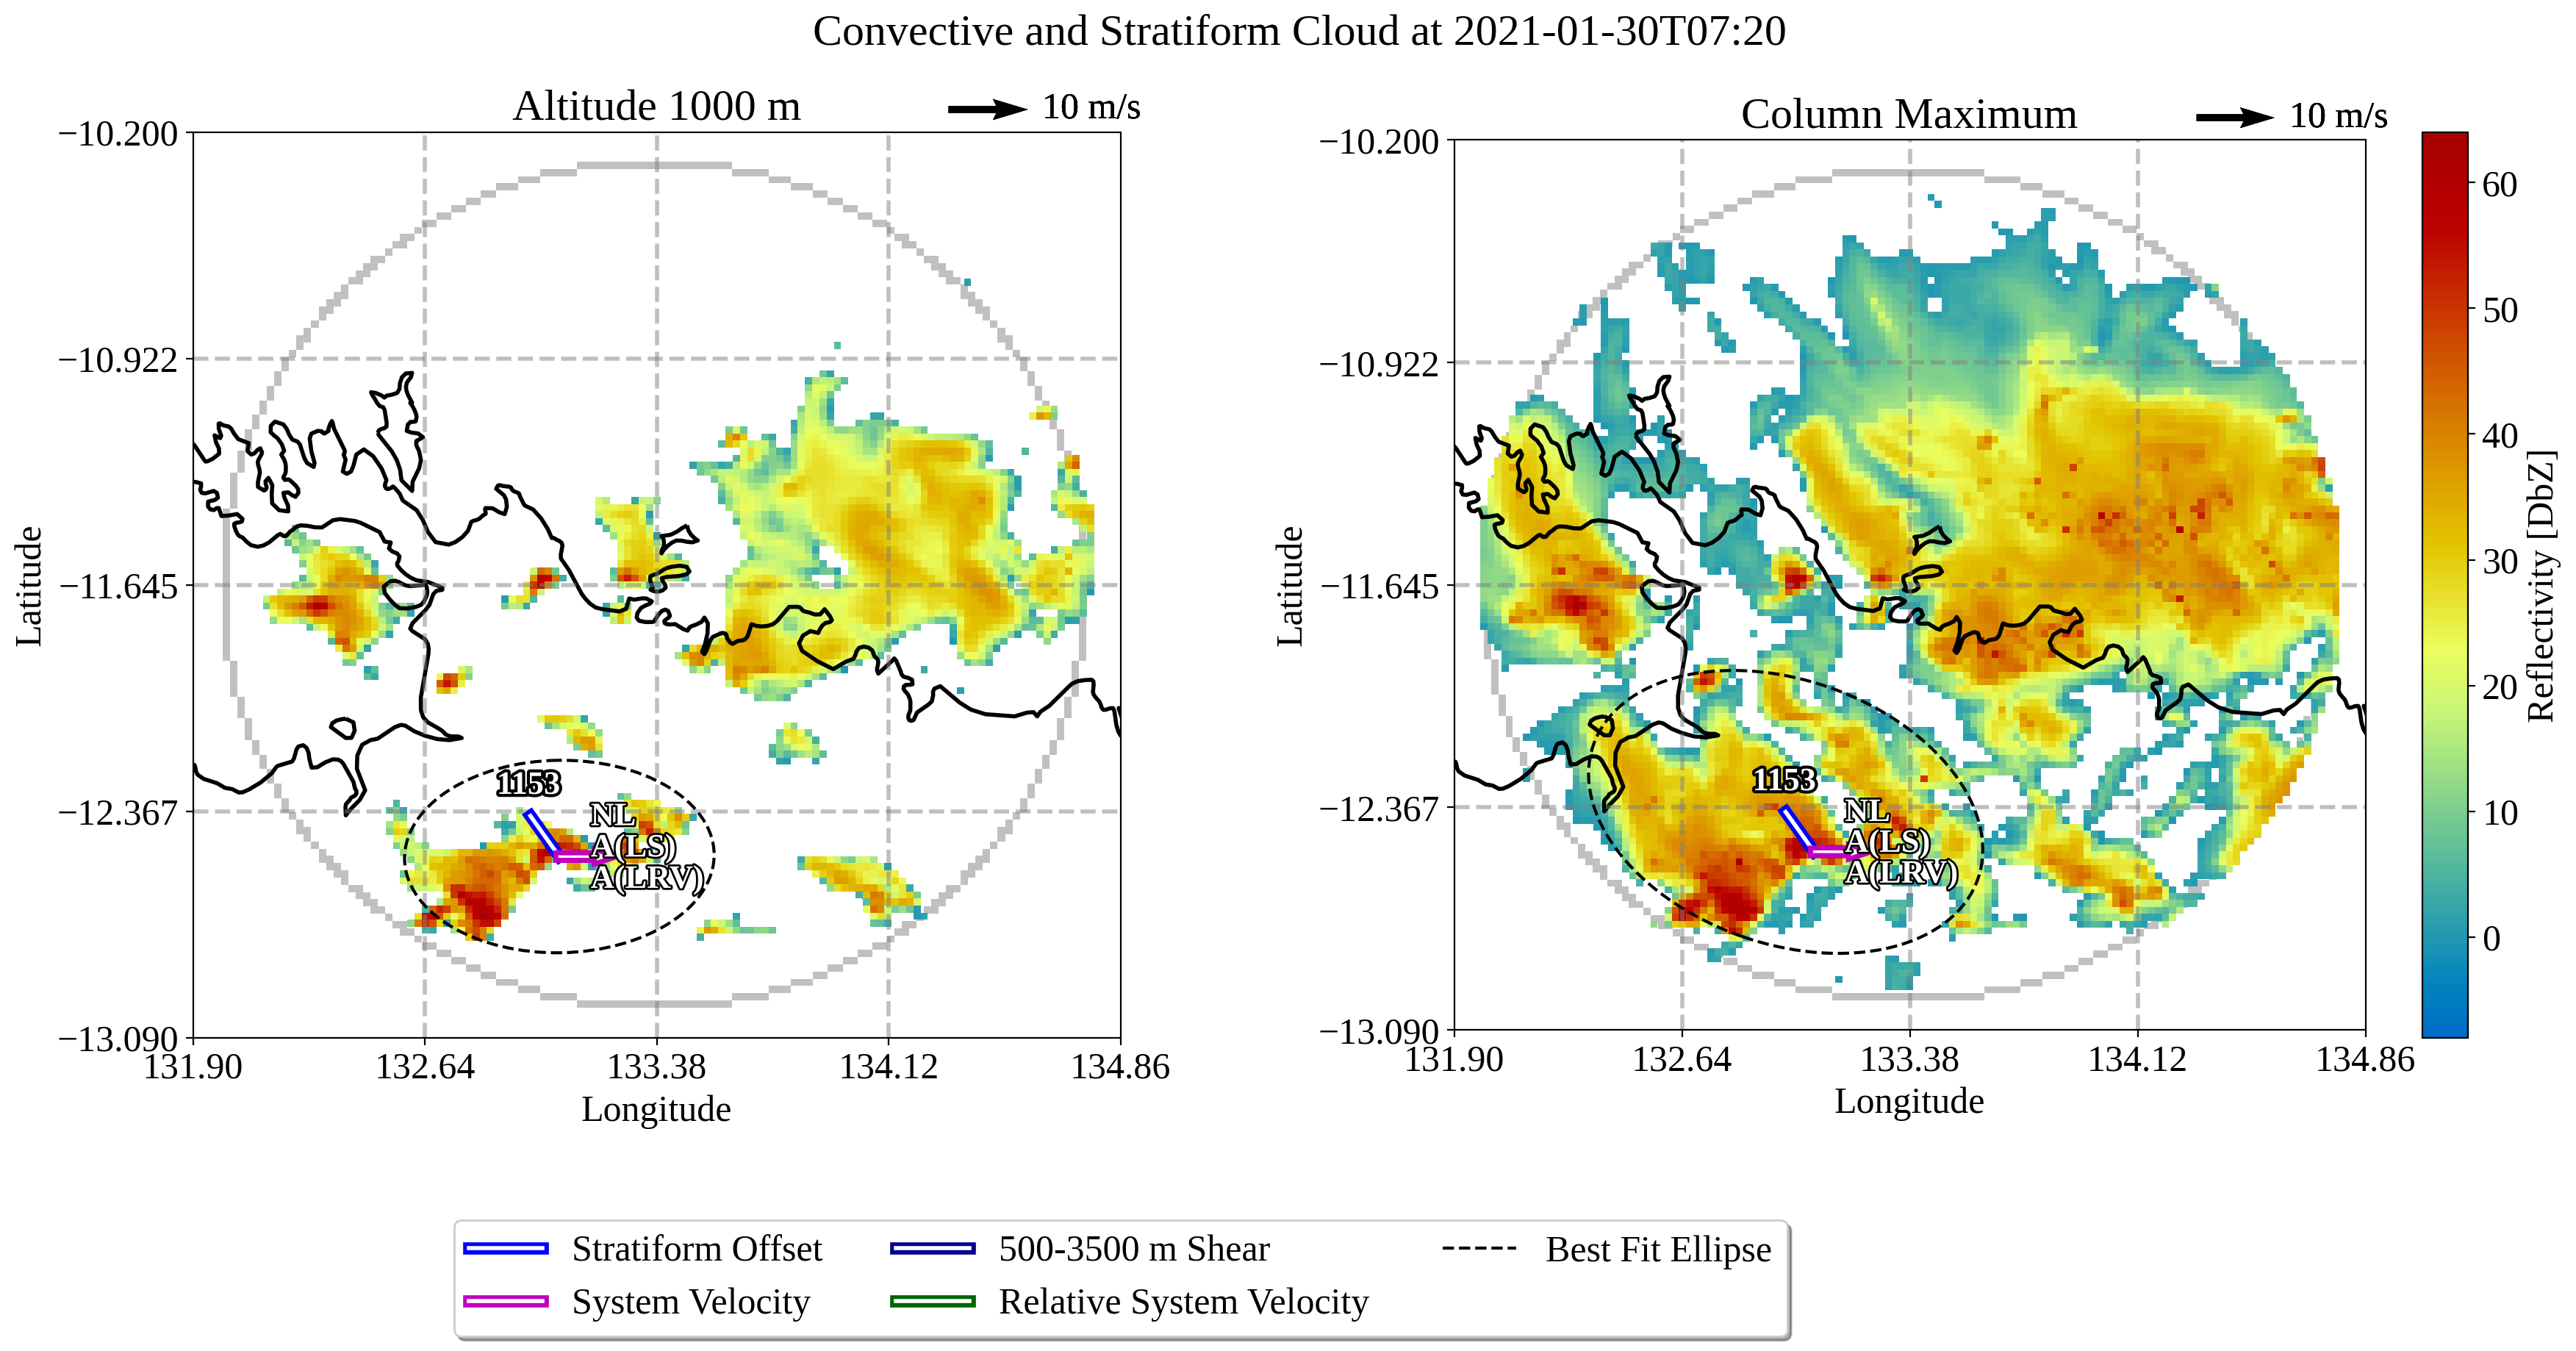 Convective and Stratiform Cloud at 2021-01-30T07:20
Altitude 1000 m
10 m/s
−10.200
−10.922
−11.645
−12.367
−13.090
Latitude
131.90
132.64
133.38
134.12
134.86
Longitude
1153
NL
A(LS)
A(LRV)
Column Maximum
10 m/s
−10.200
−10.922
−11.645
−12.367
−13.090
Latitude
131.90
132.64
133.38
134.12
134.86
Longitude
1153
NL
A(LS)
A(LRV)
60
50
40
30
20
10
0
Reflectivity [DbZ]
Stratiform Offset
System Velocity
500-3500 m Shear
Relative System Velocity
Best Fit Ellipse